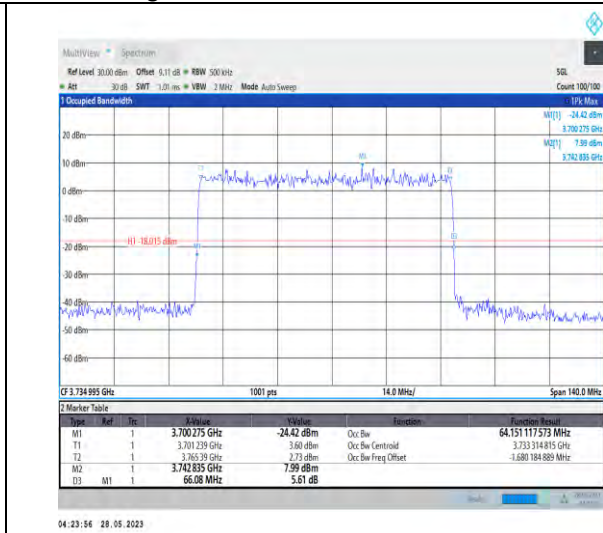 MultiView Spectrum
Ref Level 30.00 dBm Offset 9.11 dB RBW 500 kHz SGL
Att 30 dB SWT 1.01 ms VBW 2 MHz Mode Auto Sweep Count 100/100
1 Occupied Bandwidth 1Pk Max
M1[1] -24.42 dBm
3.700 275 GHz
M2[1] 7.99 dBm
3.742 835 GHz
20 dBm
10 dBm
0 dBm
-10 dBm
-20 dBm
-30 dBm
-40 dBm
-50 dBm
-60 dBm
H1 -18.015 dBm
T1
M1
D3
CF 3.734 995 GHz 1001 pts 14.0 MHz/ Span 140.0 MHz
2 Marker Table
Type Ref Trc X-Value Y-Value Function Function Result
M1 1 3.700 275 GHz -24.42 dBm Occ Bw 64.151 117 573 MHz
T1 1 3.701 239 GHz 3.60 dBm Occ Bw Centroid 3.733 314 815 GHz
T2 1 3.765 39 GHz 2.73 dBm Occ Bw Freq Offset -1.680 184 889 MHz
M2 1 3.742 835 GHz 7.99 dBm
D3 M1 1 66.08 MHz 5.61 dB
04:23:56 28.05.2023